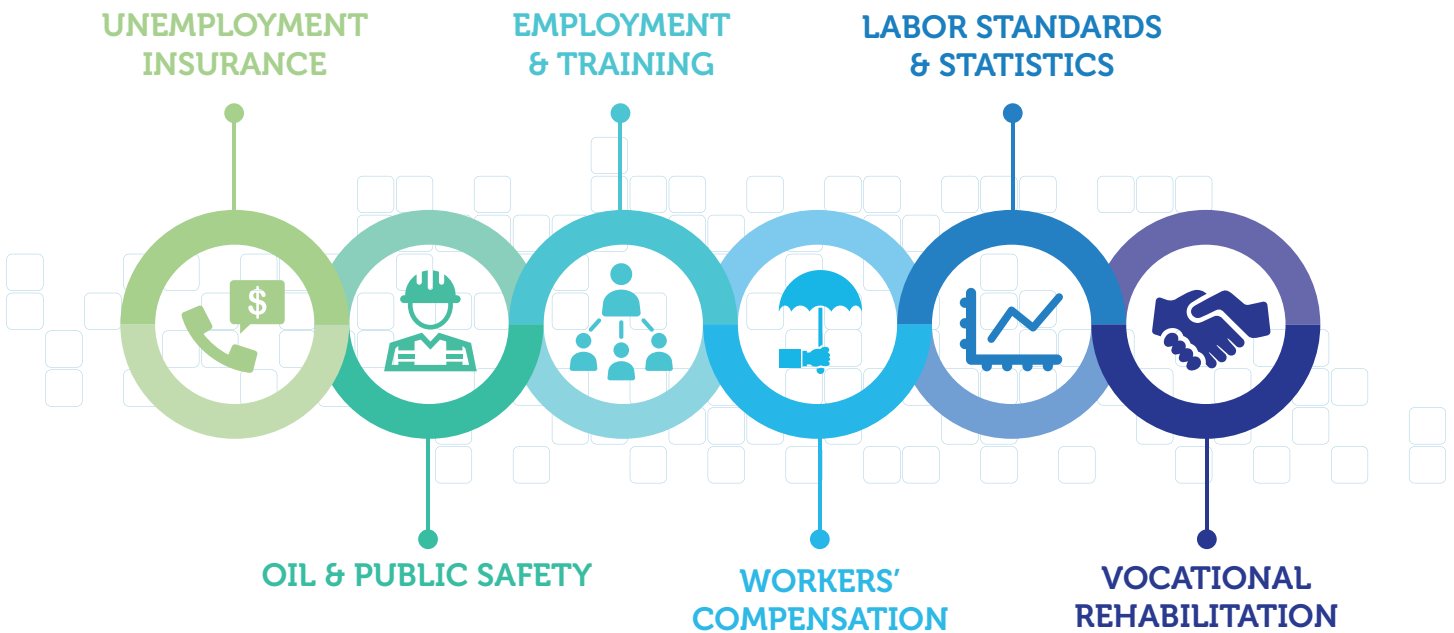 UNEMPLOYMENT
INSURANCE
EMPLOYMENT
& TRAINING
LABOR STANDARDS
& STATISTICS
$
OIL & PUBLIC SAFETY
WORKERS’
COMPENSATION
VOCATIONAL
REHABILITATION